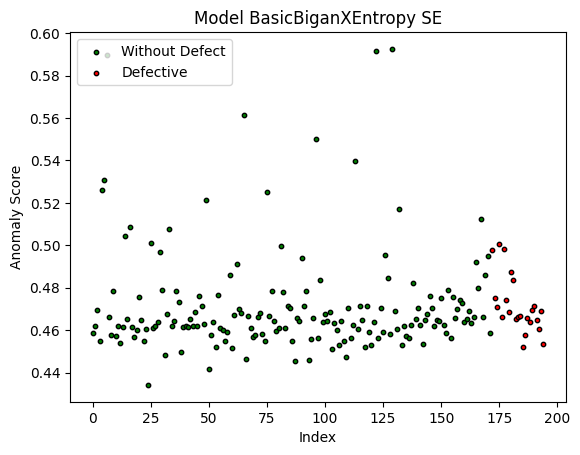 Model BasicBiganXEntropy SE
Without Defect
Defective
Anomaly Score
0.60
0.58
0.56
0.54
0.52
0.50
0.48
0.46
0.44
0 25 50 75 100 125 150 175 200
Index